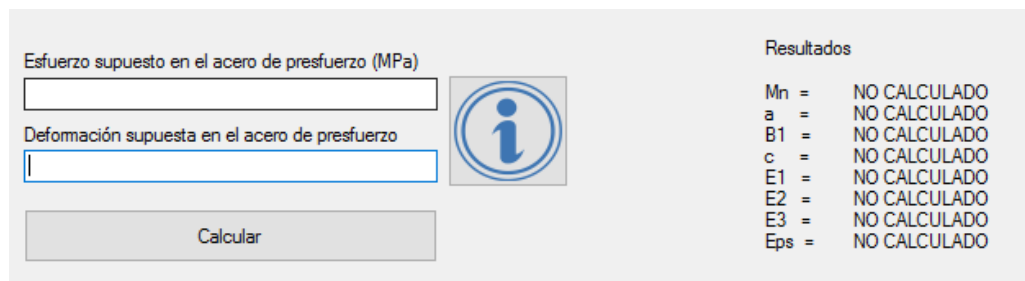 Esfuerzo supuesto en el acero de presfuerzo (MPa)
Deformación supuesta en el acero de presfuerzo
Calcular
Resultados
Mn = NO CALCULADO
a = NO CALCULADO
B1 = NO CALCULADO
c = NO CALCULADO
E1 = NO CALCULADO
E2 = NO CALCULADO
E3 = NO CALCULADO
Eps = NO CALCULADO